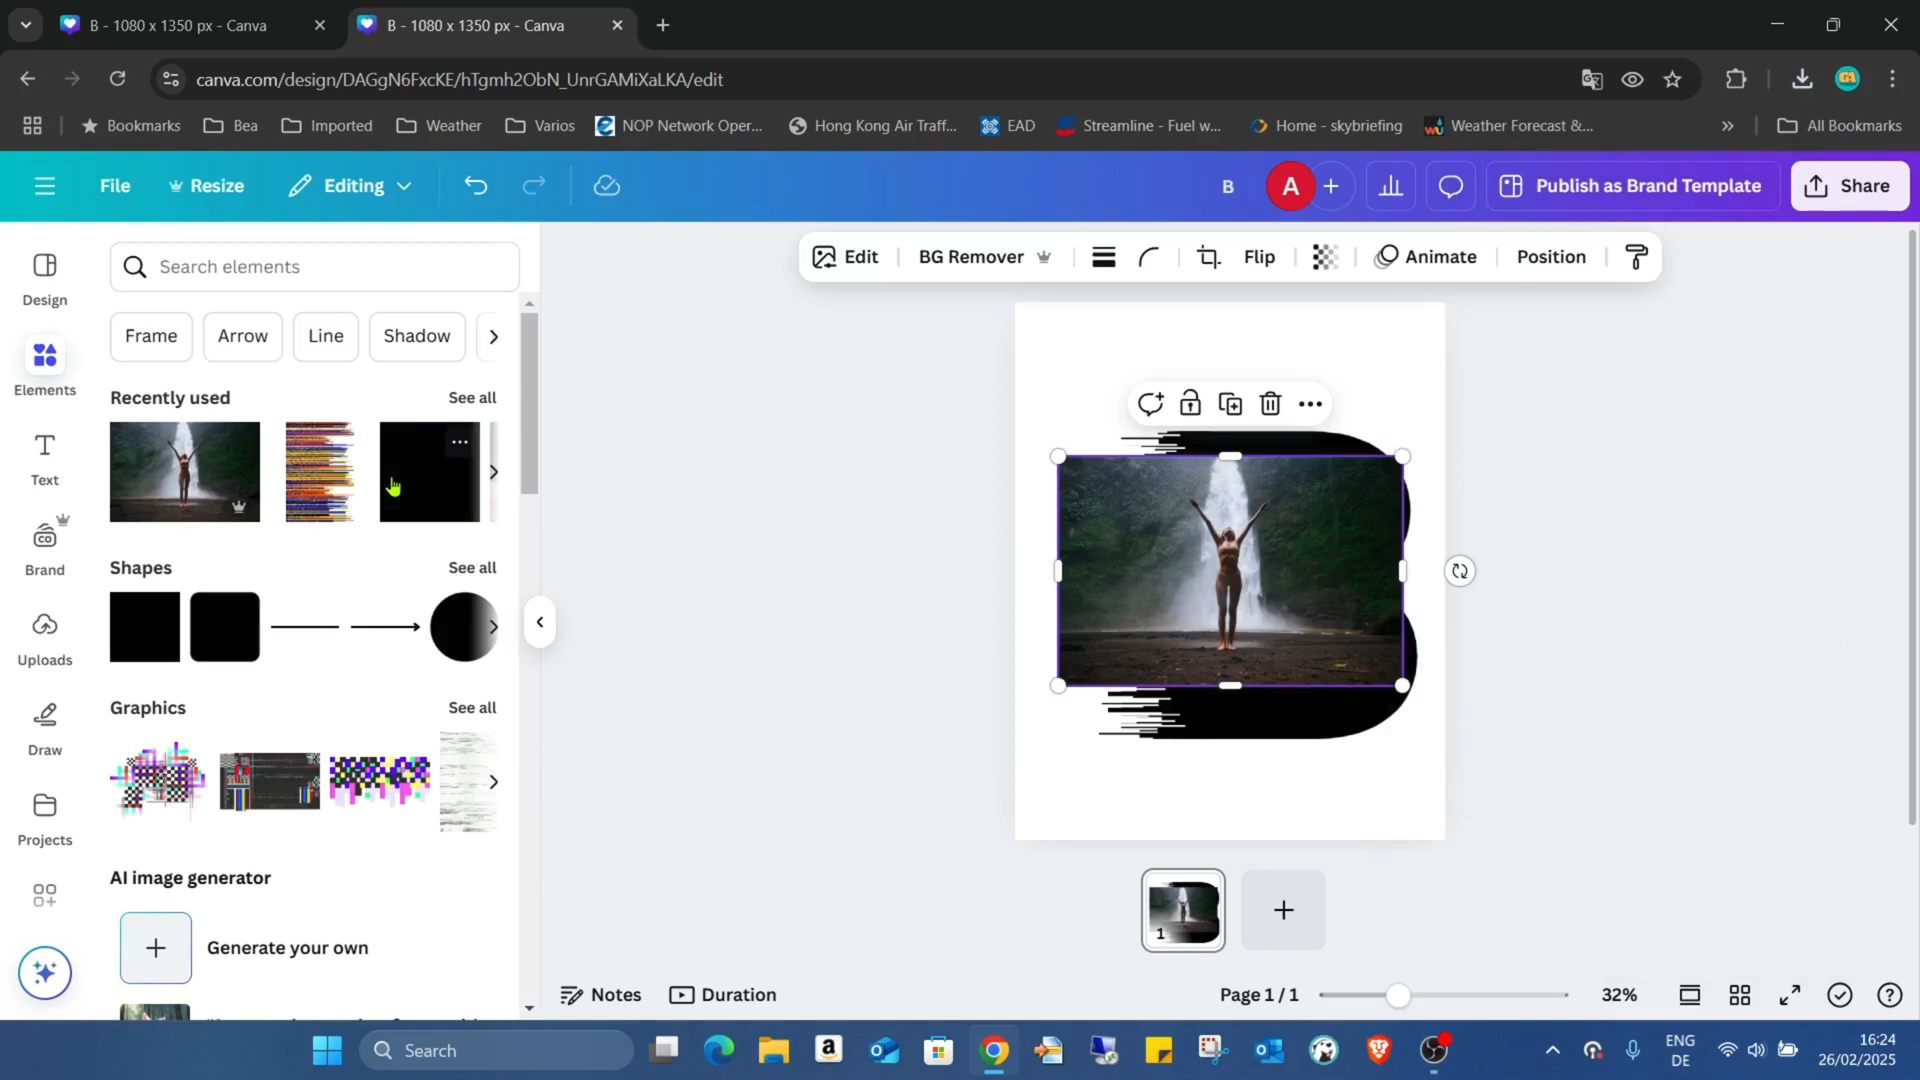 B - 1080 x 1350 px - Canva
B - 1080 x 1350 px - Canva
canva.com/design/DAGgN6FxcKE/hTgmh2ObN_UnrGAMiXaLKA/edit
Bookmarks
Bea
Imported
Weather
Varios
NOP Network Oper...
Hong Kong Air Traff...
EAD
Streamline - Fuel w...
Home - skybriefing
Weather Forecast &...
All Bookmarks
File
Resize
Editing
B
A
Publish as Brand Template
Share
Design
Elements
Text
Brand
Uploads
Draw
Projects
Search elements
Frame
Arrow
Line
Shadow
Recently used
See all
Shapes
See all
Graphics
See all
AI image generator
Generate your own
Edit
BG Remover
Flip
Animate
Position
1
Notes
Duration
Page 1 / 1
32%
Search
ENG
DE
16:24
26/02/2025